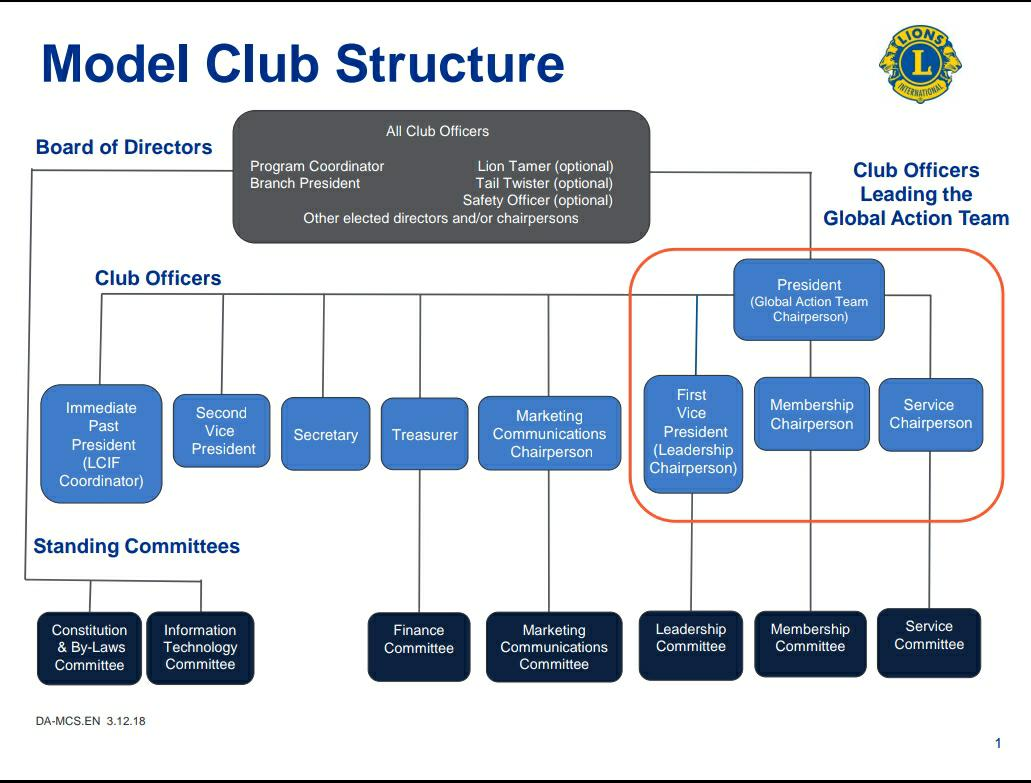 Model Club Structure
LIONS
L
INTERNATIONAL
Board of Directors
All Club Officers
Program Coordinator
Lion Tamer (optional)
Branch President
Tail Twister (optional)
Safety Officer (optional)
Other elected directors and/or chairpersons
Club Officers
Leading the
Global Action Team
Club Officers
President
(Global Action Team
Chairperson)
Immediate
Past
President
(LCIF
Coordinator)
Second
Vice
President
Secretary
Treasurer
Marketing
Communications
Chairperson
First
Vice
President
(Leadership
Chairperson)
Membership
Chairperson
Service
Chairperson
Standing Committees
Constitution
& By-Laws
Committee
Information
Technology
Committee
Finance
Committee
Marketing
Communications
Committee
Leadership
Committee
Membership
Committee
Service
Committee
DA-MCS.EN 3.12.18
1